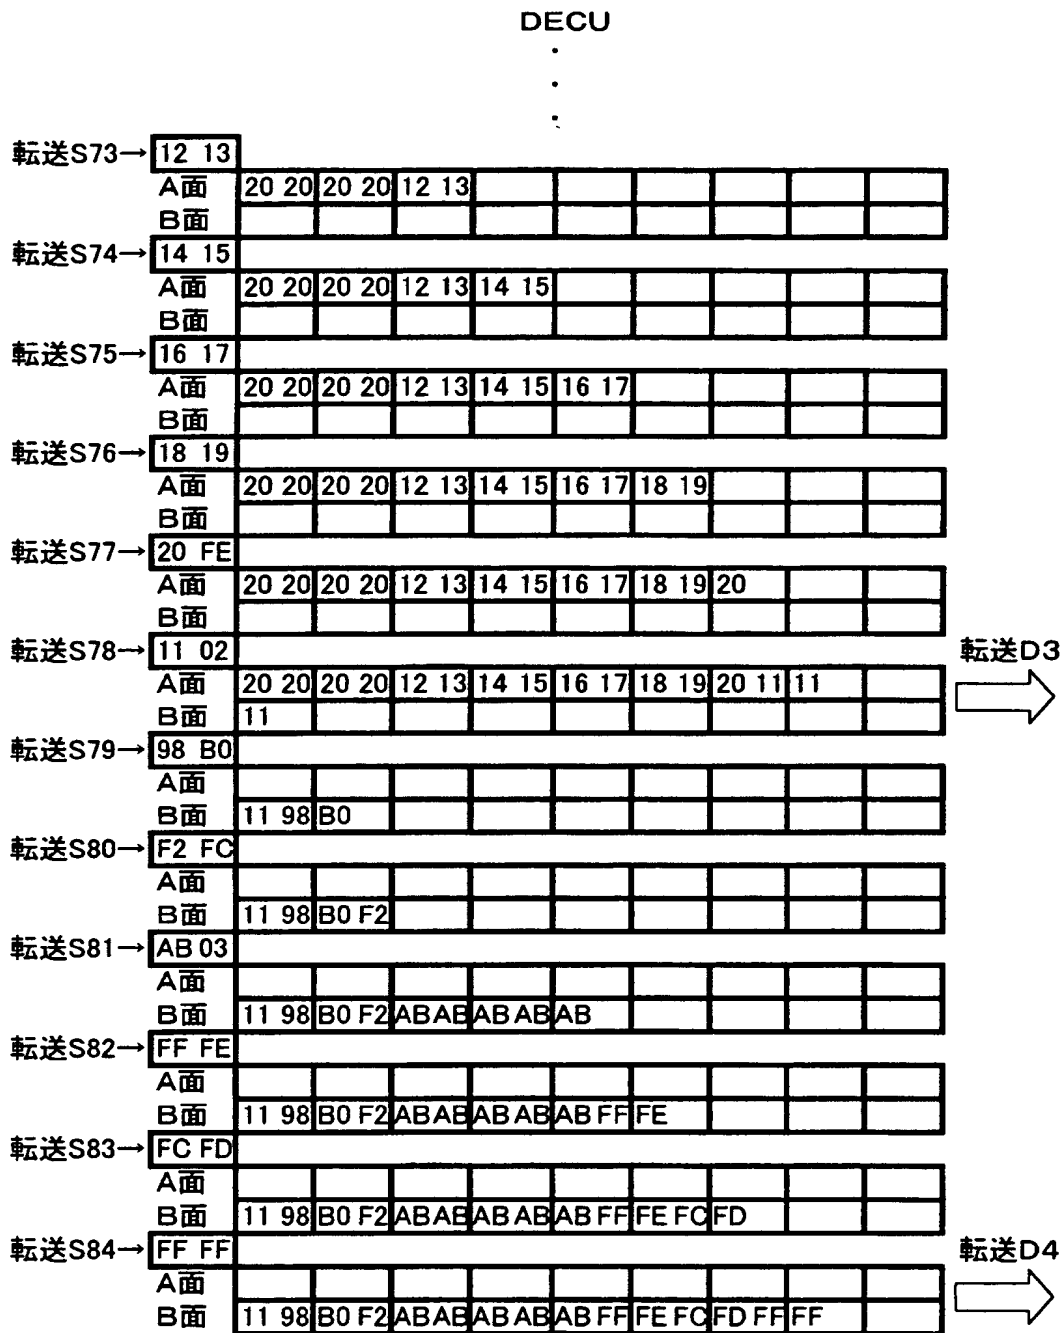 DECU
転送S73→ 12 13
A面 20 20 20 20 12 13
B面
転送S74→ 14 15
A面 20 20 20 20 12 13 14 15
B面
転送S75→ 16 17
A面 20 20 20 20 12 13 14 15 16 17
B面
転送S76→ 18 19
A面 20 20 20 20 12 13 14 15 16 17 18 19
B面
転送S77→ 20 FE
A面 20 20 20 20 12 13 14 15 16 17 18 19 20
B面
転送S78→ 11 02 転送D3
A面 20 20 20 20 12 13 14 15 16 17 18 19 20 11 11
B面 11
転送S79→ 98 B0
A面
B面 11 98 B0
転送S80→ F2 FC
A面
B面 11 98 B0 F2
転送S81→ AB 03
A面
B面 11 98 B0 F2 AB AB AB AB AB
転送S82→ FF FE
A面
B面 11 98 B0 F2 AB AB AB AB AB FF FE
転送S83→ FC FD
A面
B面 11 98 B0 F2 AB AB AB AB AB FF FE FC FD
転送S84→ FF FF 転送D4
A面
B面 11 98 B0 F2 AB AB AB AB AB FF FE FC FD FF FF